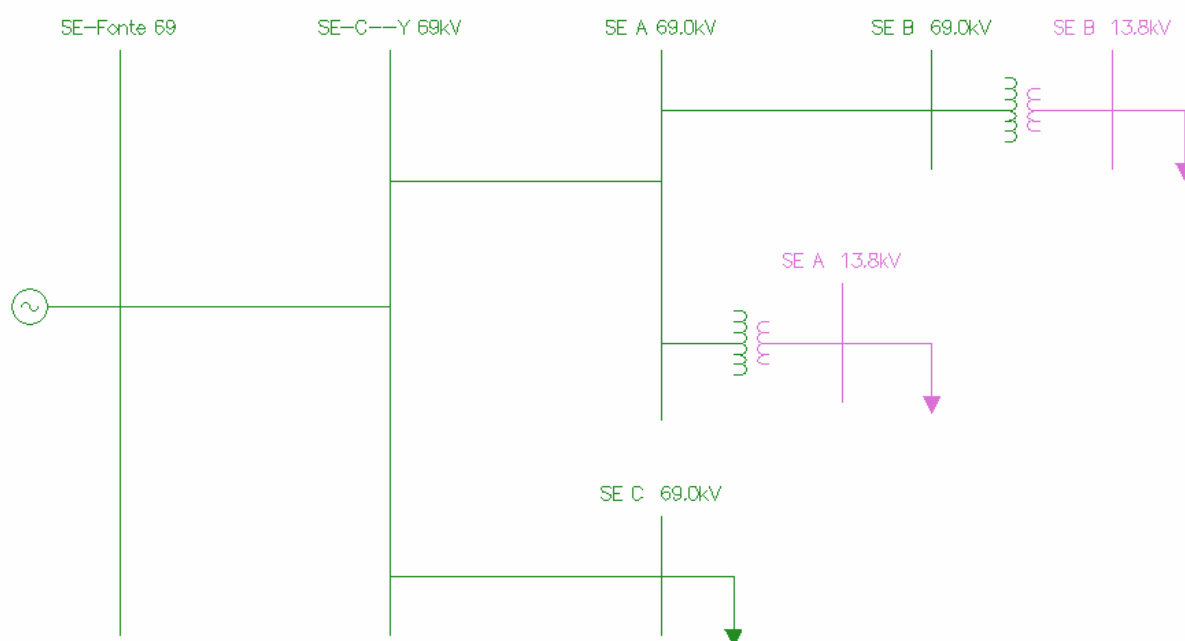 SE-Fonte 69
SE-C--Y 69kV
SE A 69.0kV
SE B 69.0kV
SE B 13.8kV
SE A 13.8kV
SE C 69.0kV